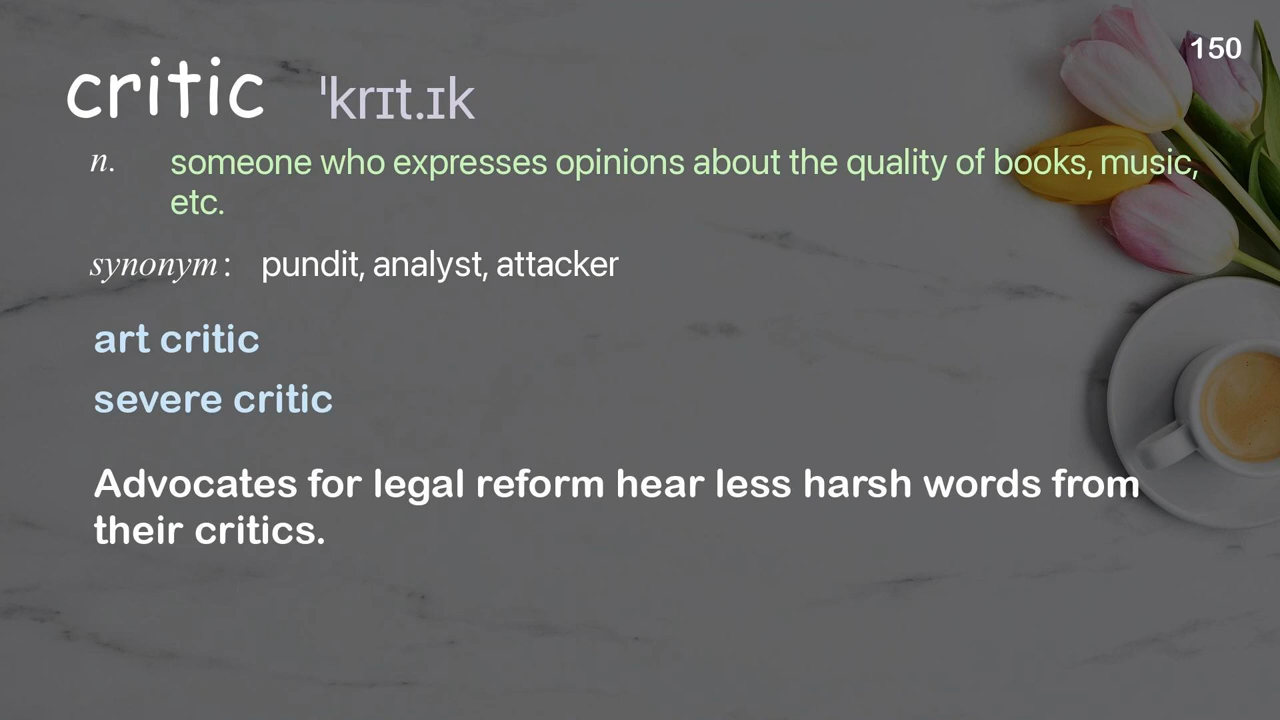 150
critic ˈkrɪt.ɪk
n. someone who expresses opinions about the quality of books, music,
etc.
synonym: pundit, analyst, attacker
art critic
severe critic
Advocates for legal reform hear less harsh words from
their critics.